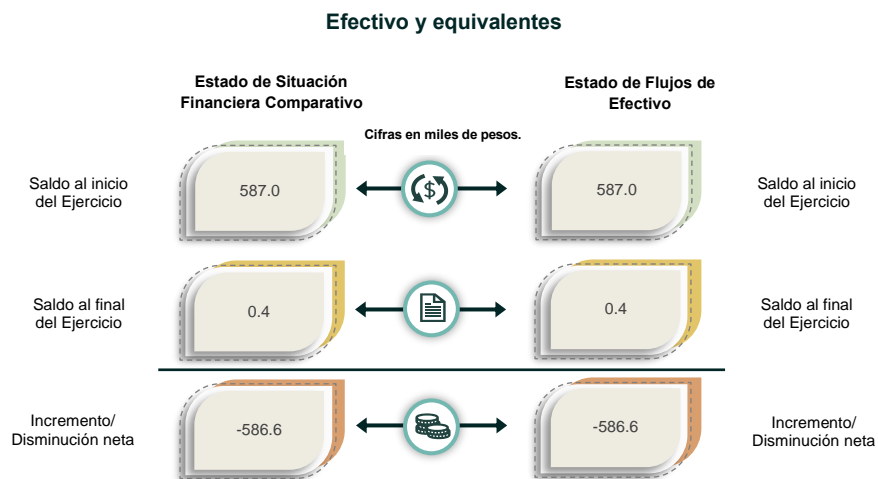 Efectivo y equivalentes
Estado de Situación
Financiera Comparativo
Estado de Flujos de
Efectivo
Cifras en miles de pesos.
Saldo al inicio
del Ejercicio
587.0
$
587.0
Saldo al inicio
del Ejercicio
Saldo al final
del Ejercicio
0.4
0.4
Saldo al final
del Ejercicio
Incremento/
Disminución neta
-586.6
-586.6
Incremento/
Disminución neta